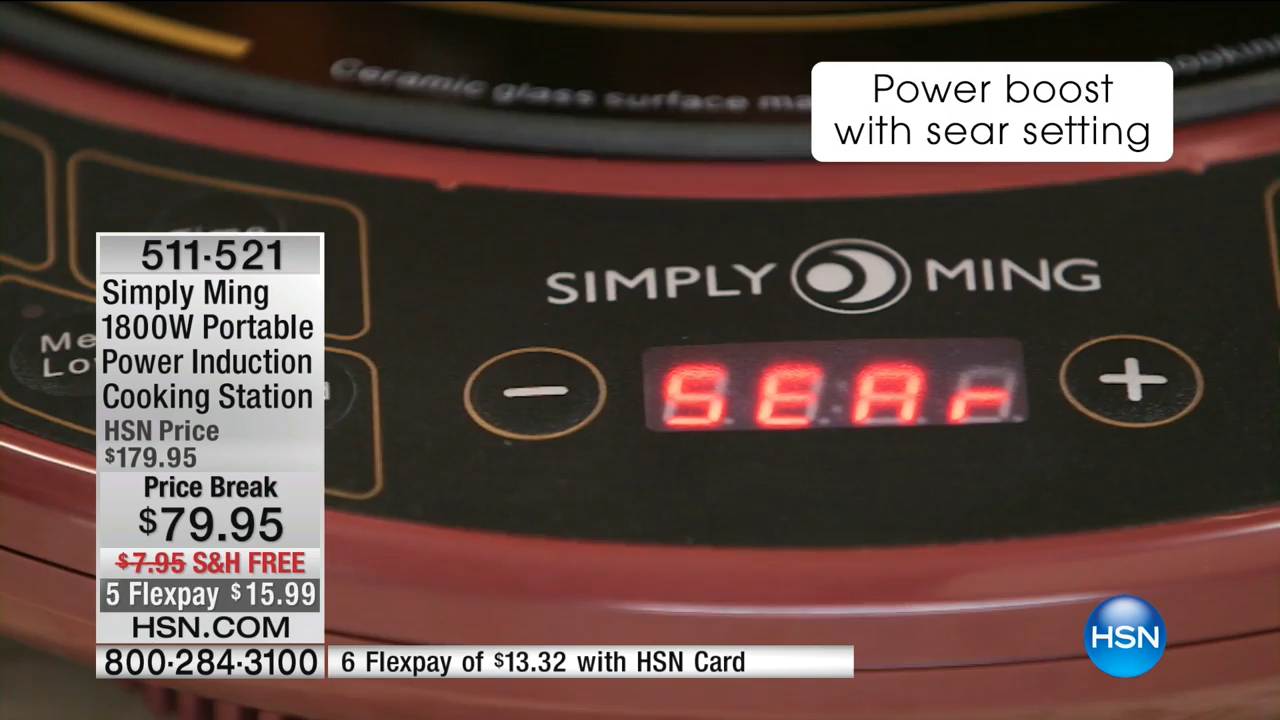 Ceramic glass surface
cooking
Power boost
with sear setting
SIMPLY MING
SEAr
511-521
Simply Ming
1800W Portable
Power Induction
Cooking Station
HSN Price
$179.95
Price Break
$79.95
$7.95 S&H FREE
5 Flexpay $15.99
HSN.COM
800-284-3100
6 Flexpay of $13.32 with HSN Card
HSN